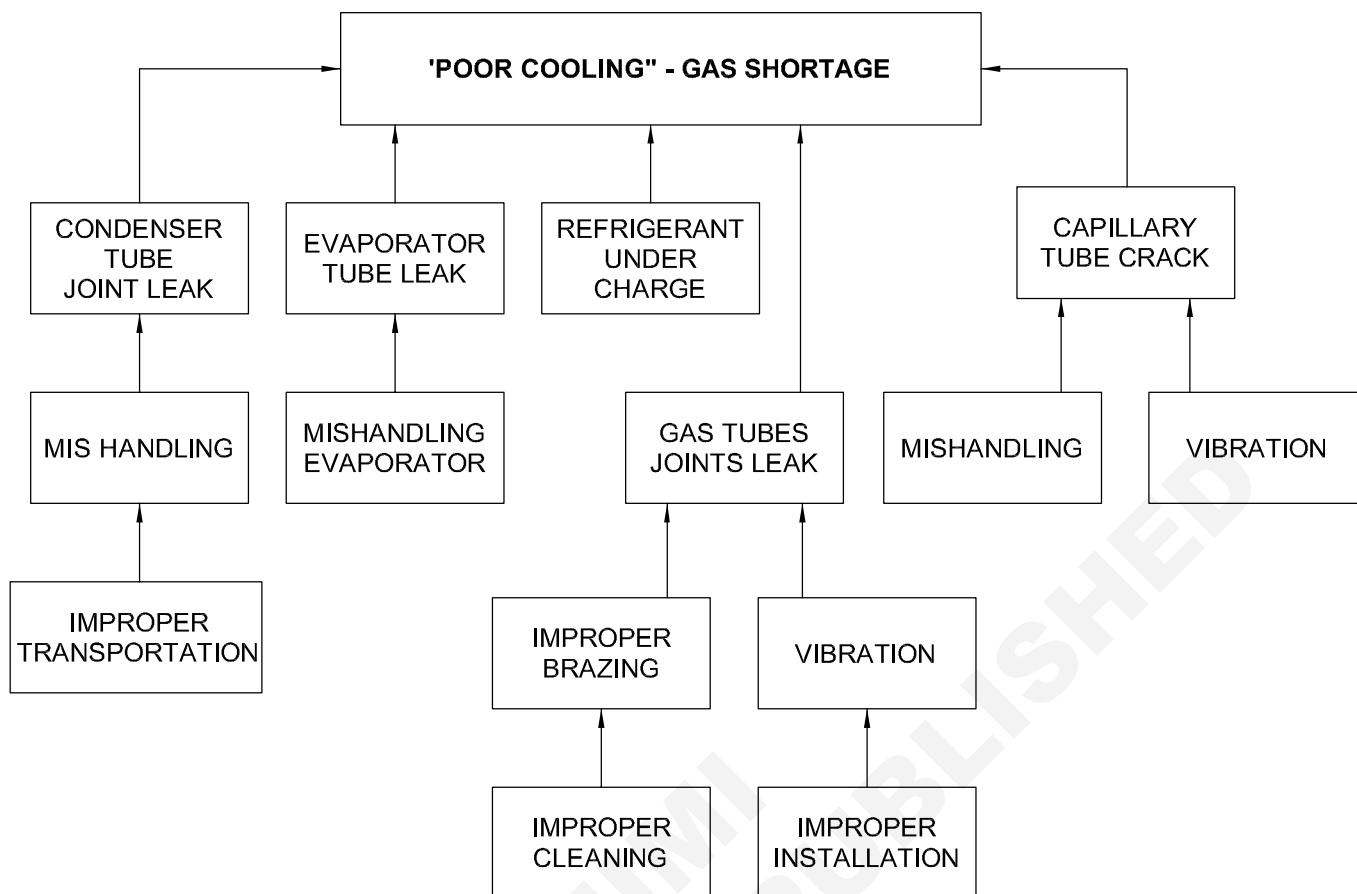 'POOR COOLING" - GAS SHORTAGE
CONDENSER
TUBE
JOINT LEAK
EVAPORATOR
TUBE LEAK
REFRIGERANT
UNDER
CHARGE
CAPILLARY
TUBE CRACK
MIS HANDLING
MISHANDLING
EVAPORATOR
GAS TUBES
JOINTS LEAK
MISHANDLING
VIBRATION
IMPROPER
TRANSPORTATION
IMPROPER
BRAZING
VIBRATION
IMPROPER
CLEANING
IMPROPER
INSTALLATION
PUBLISHED